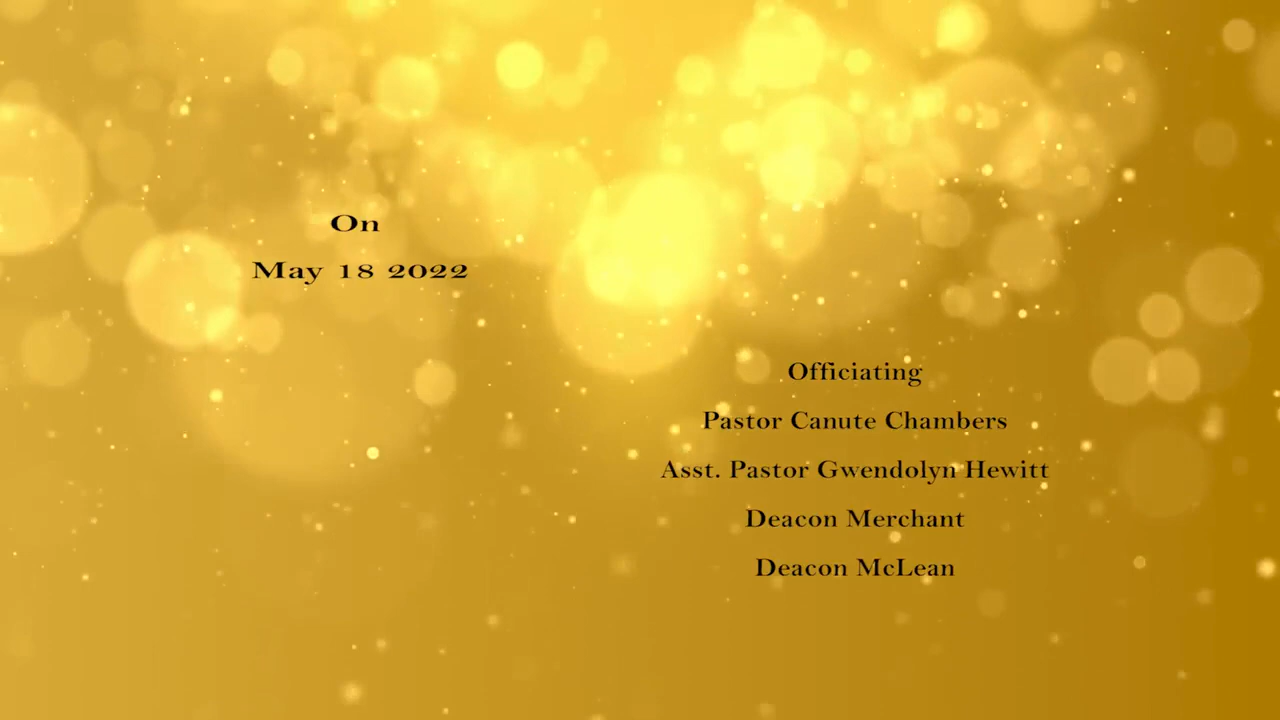 On
May 18 2022
Officiating
Pastor Canute Chambers
Asst. Pastor Gwendolyn Hewitt
Deacon Merchant
Deacon McLean